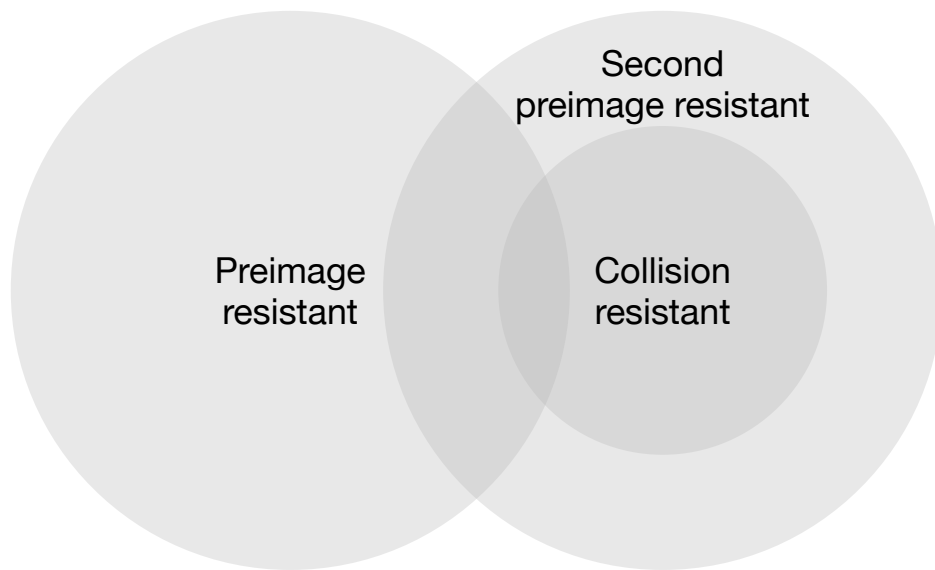 Second
preimage resistant
Preimage
resistant
Collision
resistant